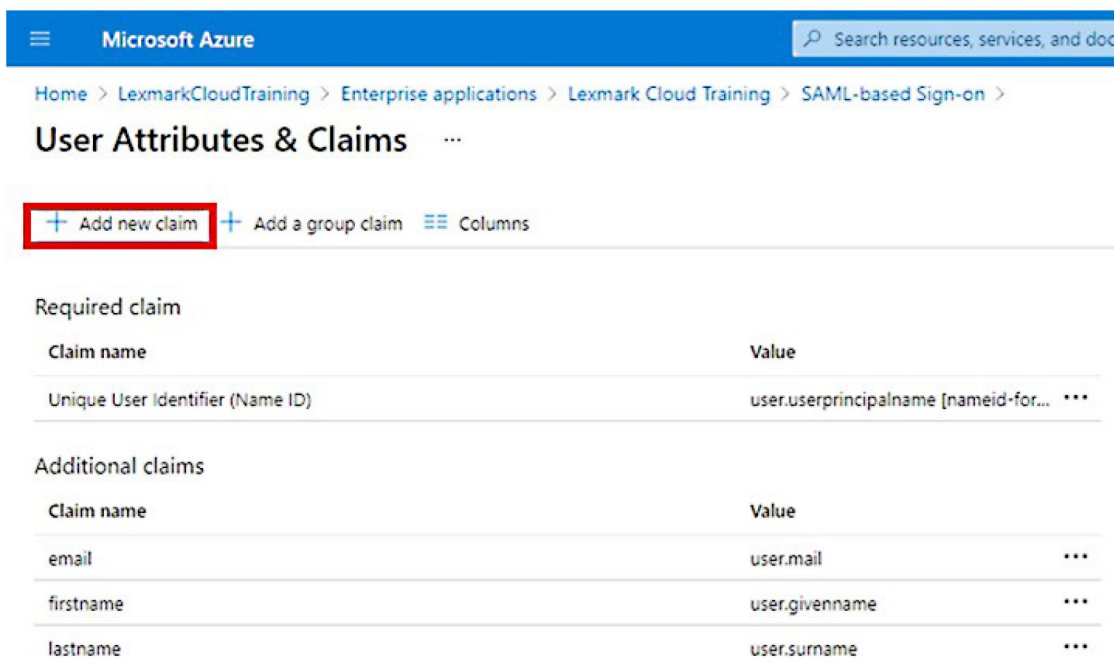 Microsoft Azure
Search resources, services, and doc
Home > LexmarkCloudTraining > Enterprise applications > Lexmark Cloud Training > SAML-based Sign-on >
User Attributes & Claims ...
+ Add new claim + Add a group claim Columns
Required claim
Claim name Value
Unique User Identifier (Name ID) user.userprincipalname [nameid-for... ...
Additional claims
Claim name Value
email user.mail ...
firstname user.givenname ...
lastname user.surname ...